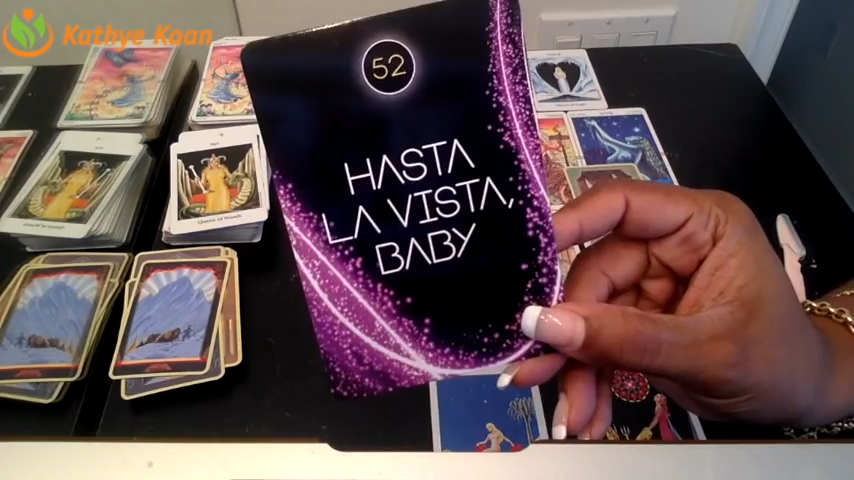 Kathye Kaan
52
HASTA
LA VISTA,
BABY
Queen of Wands